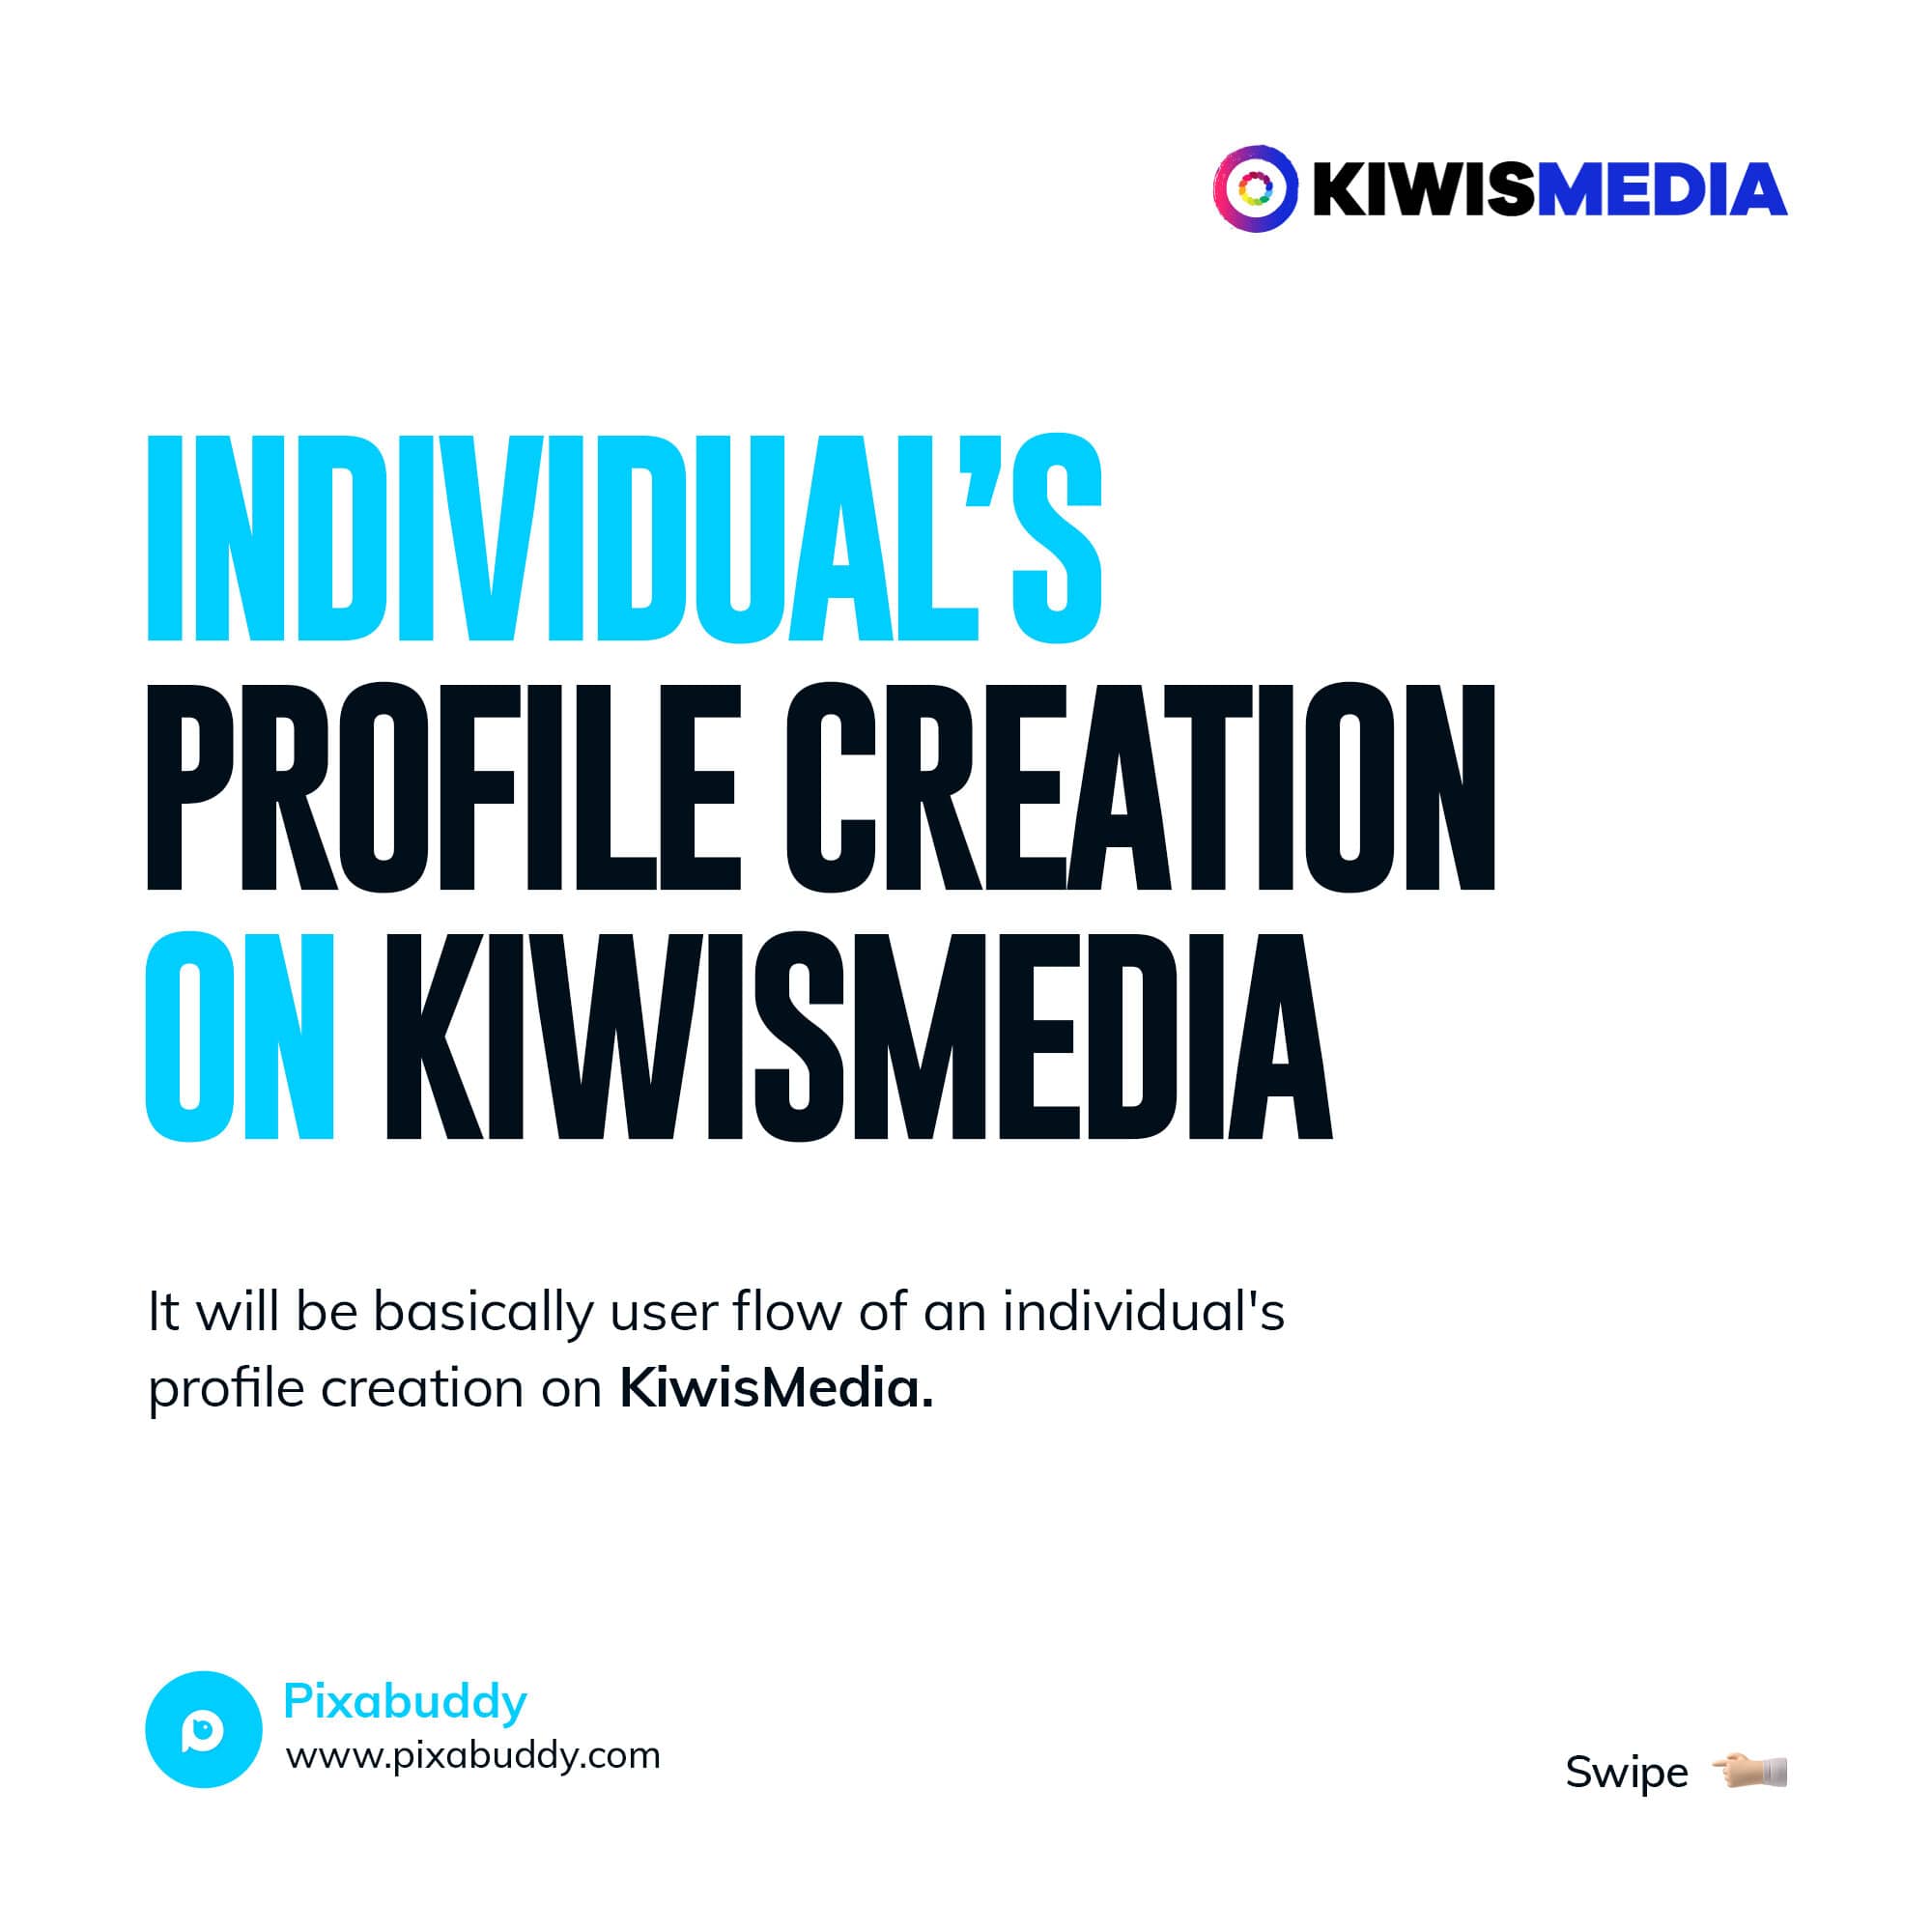 KIWISMEDIA
INDIVIDUAL’S
PROFILE CREATION
ON KIWISMEDIA
It will be basically user flow of an individual's
profile creation on KiwisMedia.
Pixabuddy
www.pixabuddy.com
Swipe